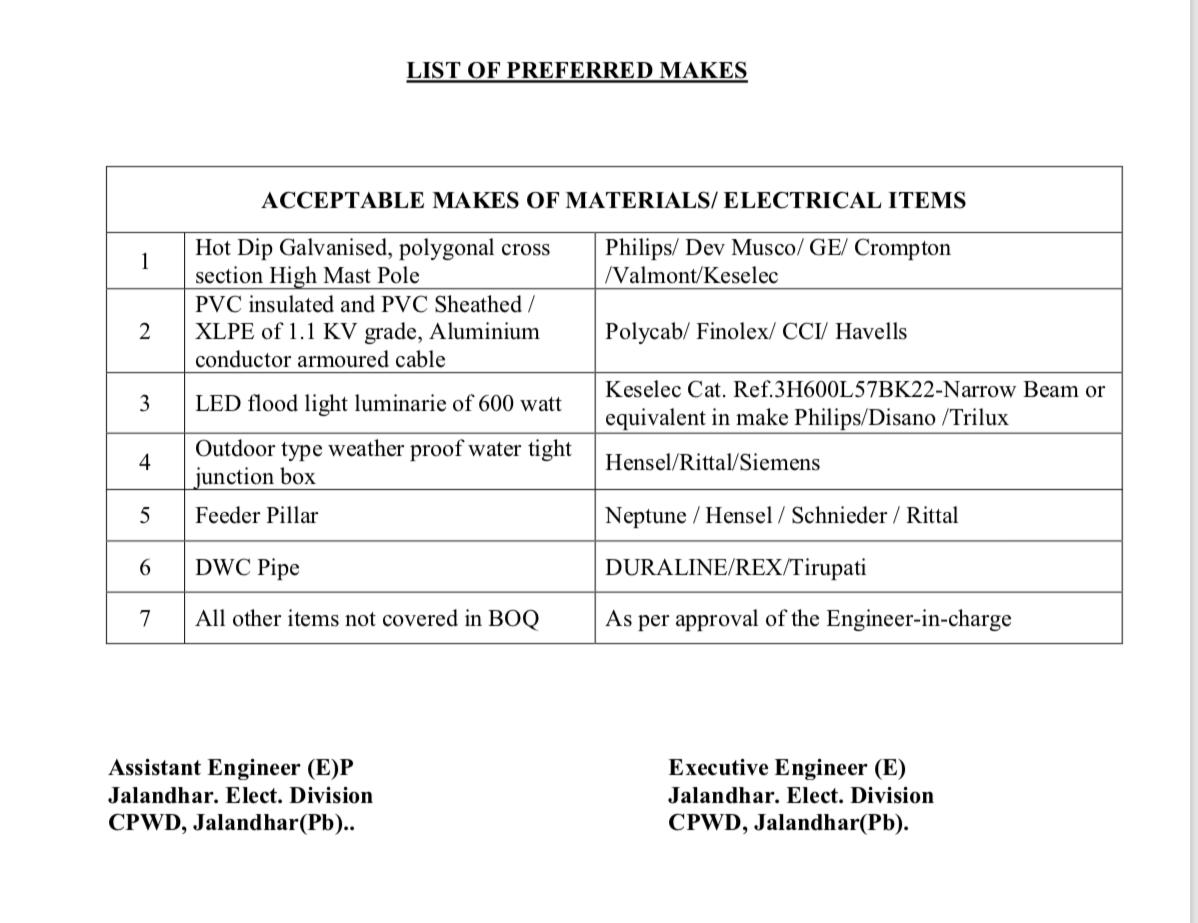 LIST OF PREFERRED MAKES
ACCEPTABLE MAKES OF MATERIALS/ ELECTRICAL ITEMS
1
Hot Dip Galvanised, polygonal cross
section High Mast Pole
Philips/ Dev Musco/ GE/ Crompton
/Valmont/Keselec
2
PVC insulated and PVC Sheathed /
XLPE of 1.1 KV grade, Aluminium
conductor armoured cable
Polycab/ Finolex/ CCI/ Havells
3
LED flood light luminarie of 600 watt
Keselec Cat. Ref.3H600L57BK22-Narrow Beam or
equivalent in make Philips/Disano /Trilux
4
Outdoor type weather proof water tight
junction box
Hensel/Rittal/Siemens
5
Feeder Pillar
Neptune / Hensel / Schnieder / Rittal
6
DWC Pipe
DURALINE/REX/Tirupati
7
All other items not covered in BOQ
As per approval of the Engineer-in-charge
Assistant Engineer (E)P
Jalandhar. Elect. Division
CPWD, Jalandhar(Pb)..
Executive Engineer (E)
Jalandhar. Elect. Division
CPWD, Jalandhar(Pb).